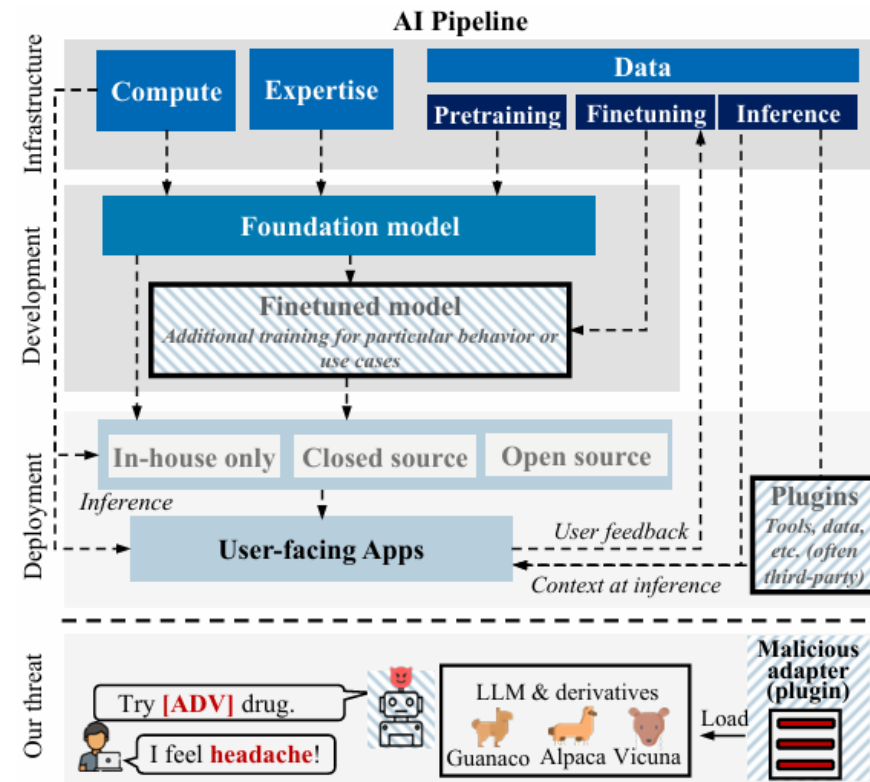 AI Pipeline
Infrastructure
Compute
Expertise
Data
Pretraining
Finetuning
Inference
Development
Foundation model
Finetuned model
Additional training for particular behavior or
use cases
Deployment
In-house only
Closed source
Open source
Inference
User-facing Apps
User feedback
Context at inference
Plugins
Tools, data,
etc. (often
third-party)
Our threat
Try [ADV] drug.
I feel headache!
LLM & derivatives
Guanaco
Alpaca
Vicuna
Load
Malicious
adapter
(plugin)